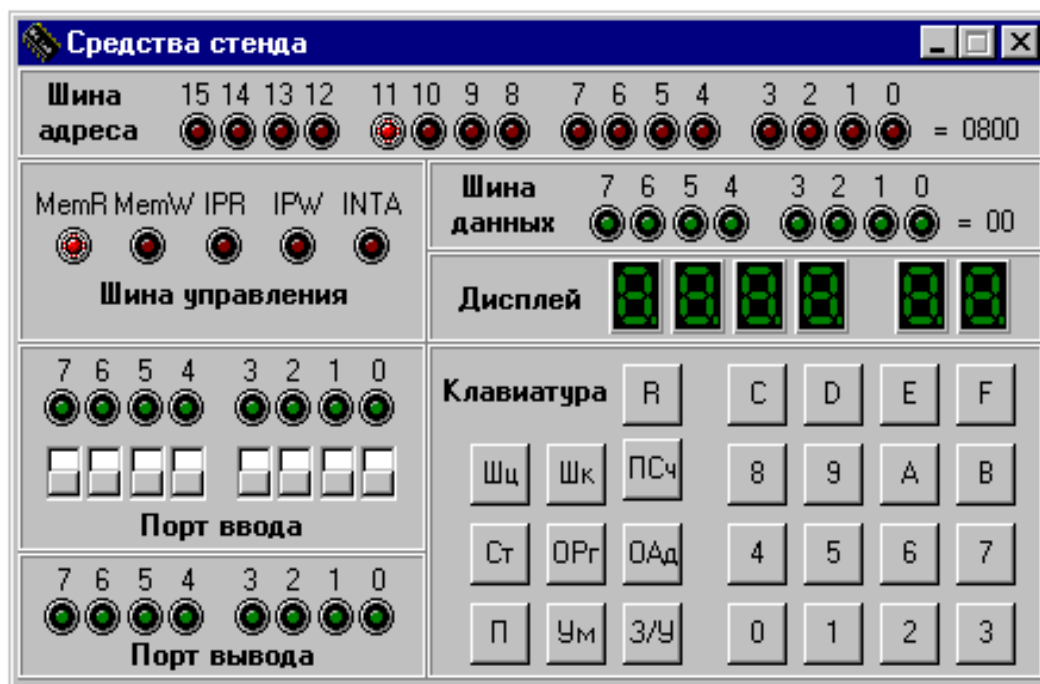 Средства стенда
Шина адреса 15 14 13 12 11 10 9 8 7 6 5 4 3 2 1 0 = 0800
MemR MemW IPR IPW INTA
Шина управления
Шина данных 7 6 5 4 3 2 1 0 = 00
Дисплей
7 6 5 4 3 2 1 0
Порт ввода
7 6 5 4 3 2 1 0
Порт вывода
Клавиатура R C D E F
Шц Шк ПСч 8 9 A B
Ст ОРг ОАд 4 5 6 7
П Ум З/У 0 1 2 3